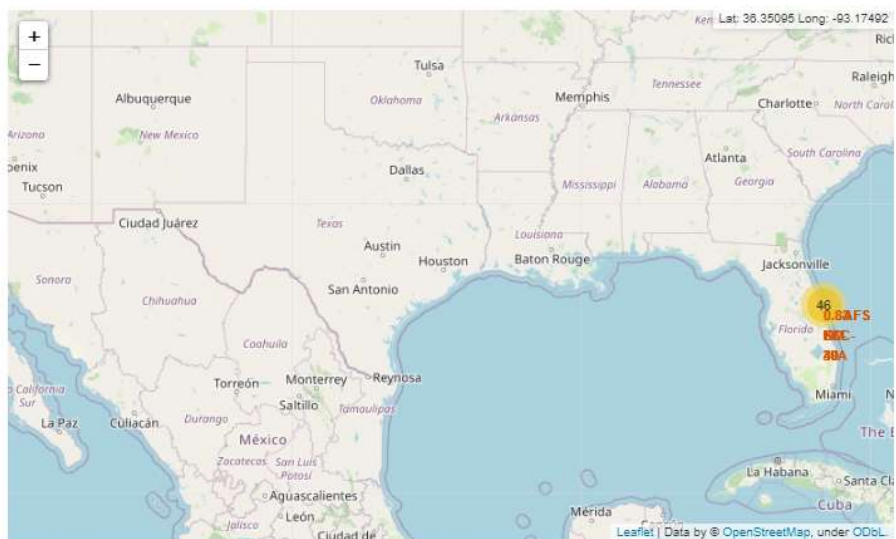 +
−
Lat: 36.35095 Long: -93.17492
Tulsa
Albuquerque
Oklahoma
Memphis
Tennessee
Raleigh
Charlotte
North Carol
Arizona
New Mexico
Arkansas
South Carolina
Atlanta
Tucson
Dallas
Mississippi
Alabama
Georgia
Ciudad Juárez
Texas
Louisiana
Austin
Houston
Baton Rouge
Jacksonville
Sonora
San Antonio
Chihuahua
46
Florida
Coahuila
Torreón
Monterrey
Reynosa
Miami
Saltillo
Tamaulipas
o California
Sur
La Paz
Culiacán
Durango
México
The B
Zacatecas
San Luis
Potosí
La Habana
Santa Cla
Aguascalientes
Cuba
León
Jalisco
Ciudad de
Mérida
Leaflet | Data by © OpenStreetMap, under ODbL.